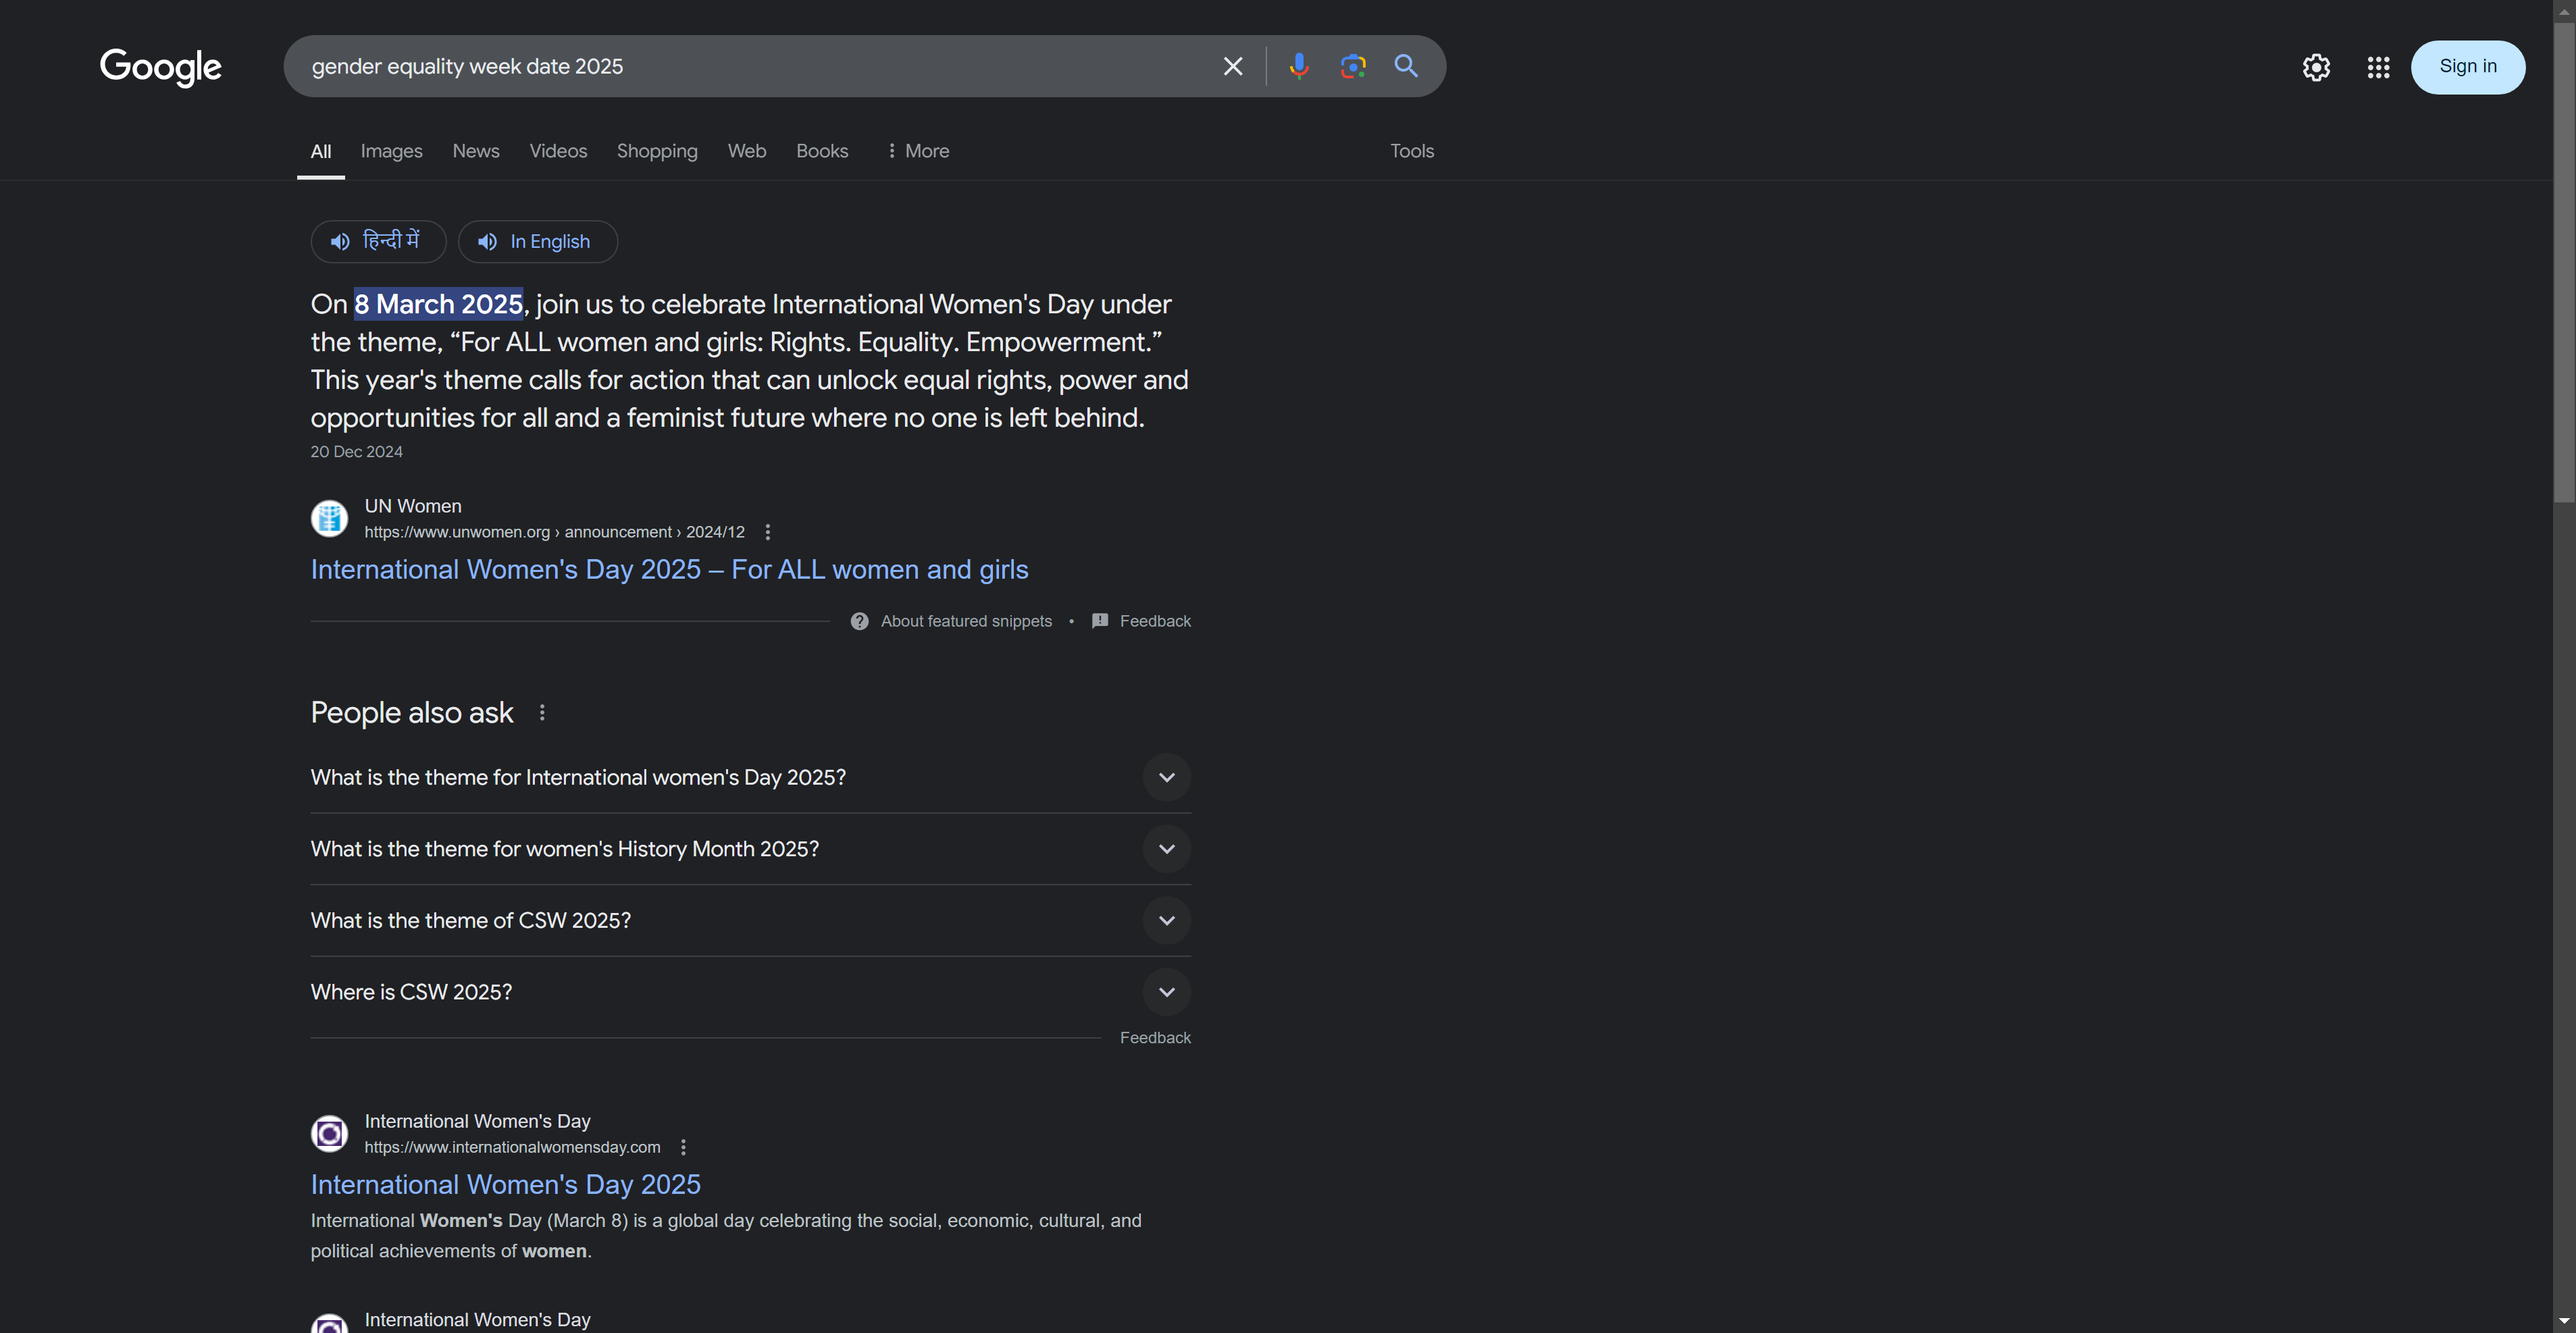 Google
gender equality week date 2025
Sign in
All Images News Videos Shopping Web Books More Tools
हिन्दी में In English
On 8 March 2025, join us to celebrate International Women's Day under
the theme, “For ALL women and girls: Rights. Equality. Empowerment.”
This year's theme calls for action that can unlock equal rights, power and
opportunities for all and a feminist future where no one is left behind.
20 Dec 2024
UN Women
https://www.unwomen.org › announcement › 2024/12
International Women's Day 2025 – For ALL women and girls
About featured snippets • Feedback
People also ask
What is the theme for International women's Day 2025?
What is the theme for women's History Month 2025?
What is the theme of CSW 2025?
Where is CSW 2025?
Feedback
International Women's Day
https://www.internationalwomensday.com
International Women's Day 2025
International Women's Day (March 8) is a global day celebrating the social, economic, cultural, and
political achievements of women.
International Women's Day